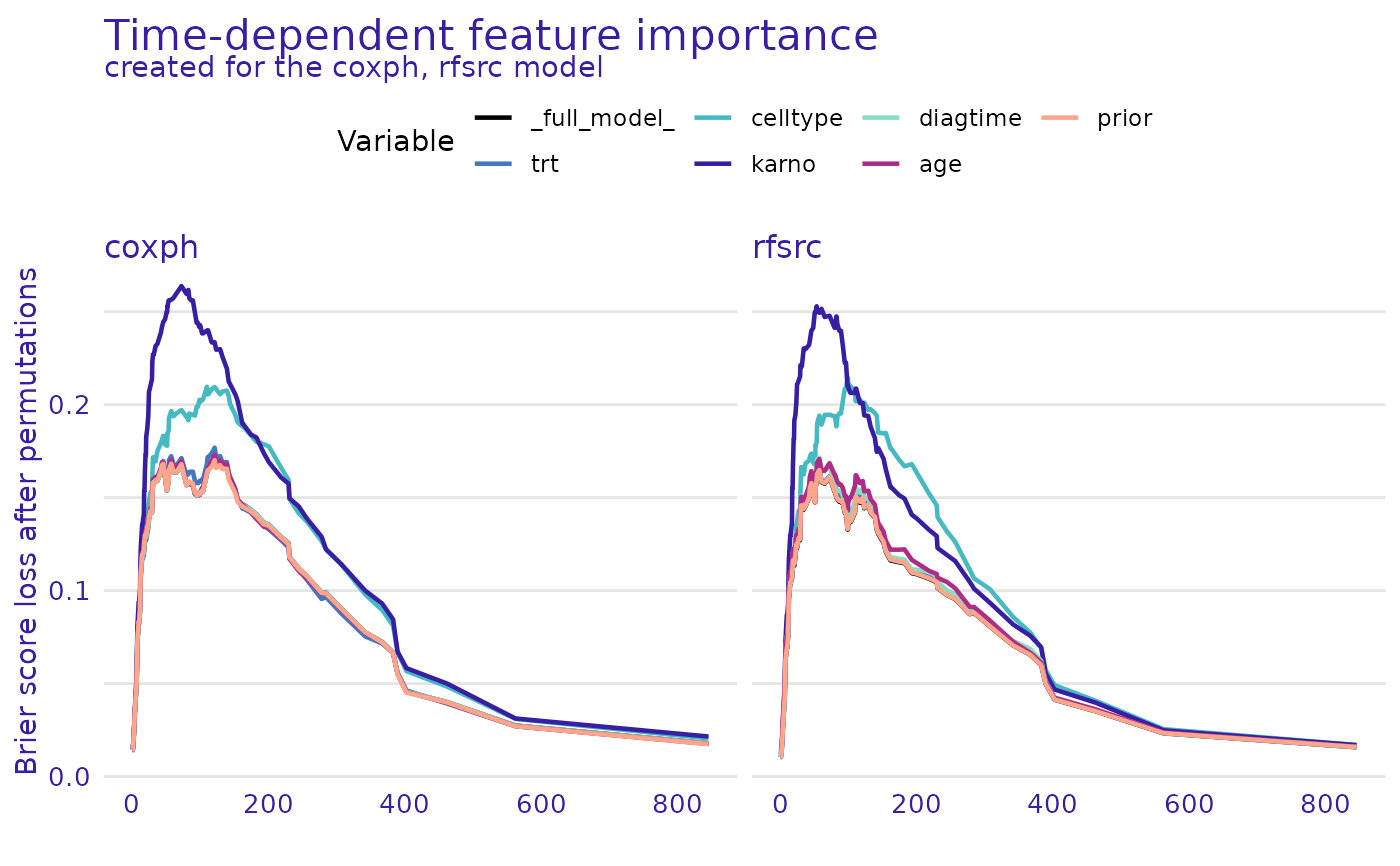 Time-dependent feature importance
created for the coxph, rfsrc model
Variable
_full_model_ celltype diagtime prior
trt karno age
coxph rfsrc
Brier score loss after permutations
0.2
0.1
0.0
0 200 400 600 800 0 200 400 600 800